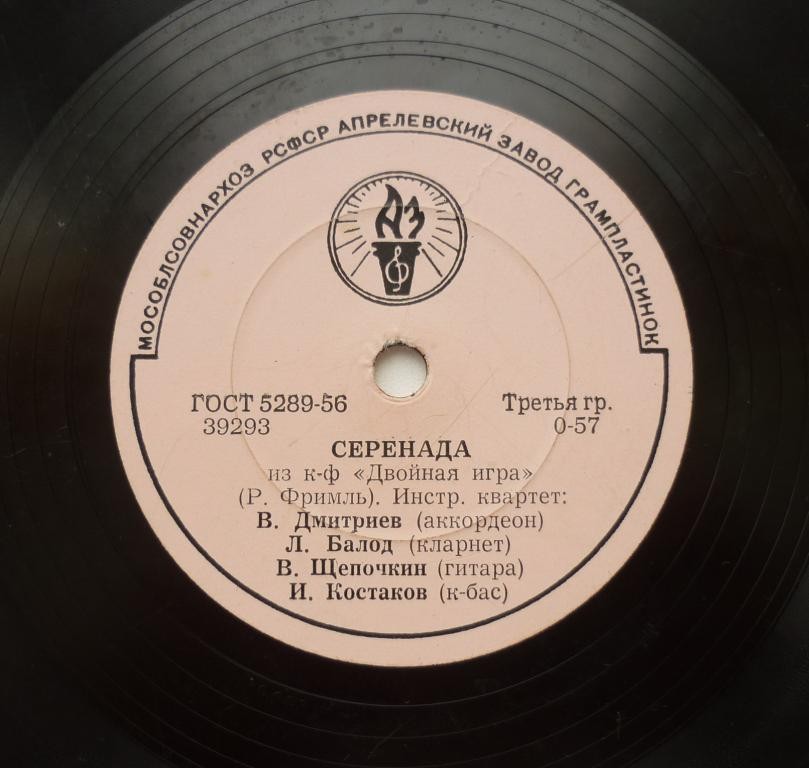 МОСОБЛСОВНАРХОЗ РСФСР АПРЕЛЕВСКИЙ ЗАВОД ГРАМПЛАСТИНОК
АЗ
ГОСТ 5289-56
39293
Третья гр.
0-57
СЕРЕНАДА
из к-ф «Двойная игра»
(Р. Фримль). Инстр. квартет:
В. Дмитриев (аккордеон)
Л. Балод (кларнет)
В. Щепочкин (гитара)
И. Костаков (к-бас)